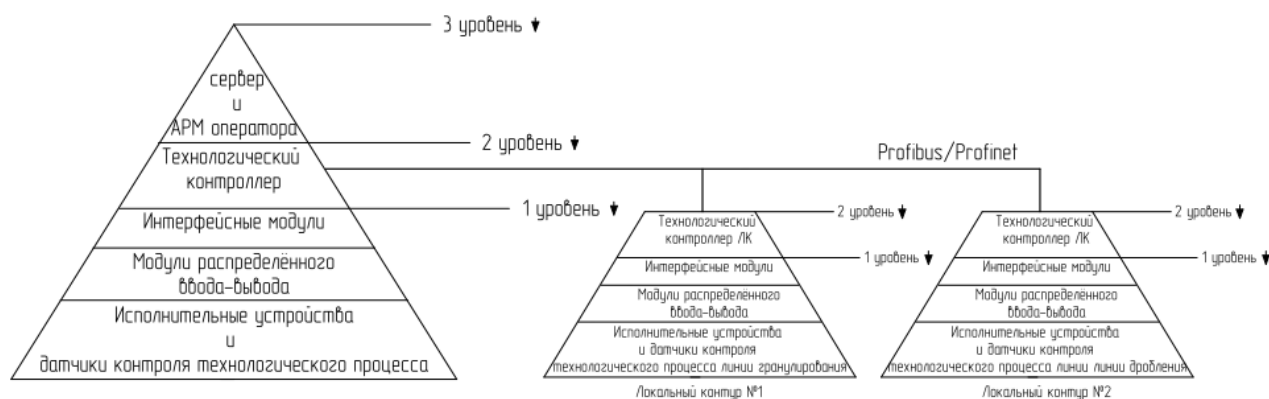 3 уровень
сервер
и
АРМ оператора
2 уровень
Технологический
контроллер
1 уровень
Интерфейсные модули
Модули распределённого
ввода-вывода
Исполнительные устройства
и
датчики контроля технологического процесса
Profibus/Profinet
2 уровень
Технологический
контроллер ЛК
1 уровень
Интерфейсные модули
Модули распределённого
ввода-вывода
Исполнительные устройства
и датчики контроля
технологического процесса линии гранулирования
Локальный контур №1
2 уровень
Технологический
контроллер ЛК
1 уровень
Интерфейсные модули
Модули распределённого
ввода-вывода
Исполнительные устройства
и датчики контроля
технологического процесса линии линии дробления
Локальный контур №2